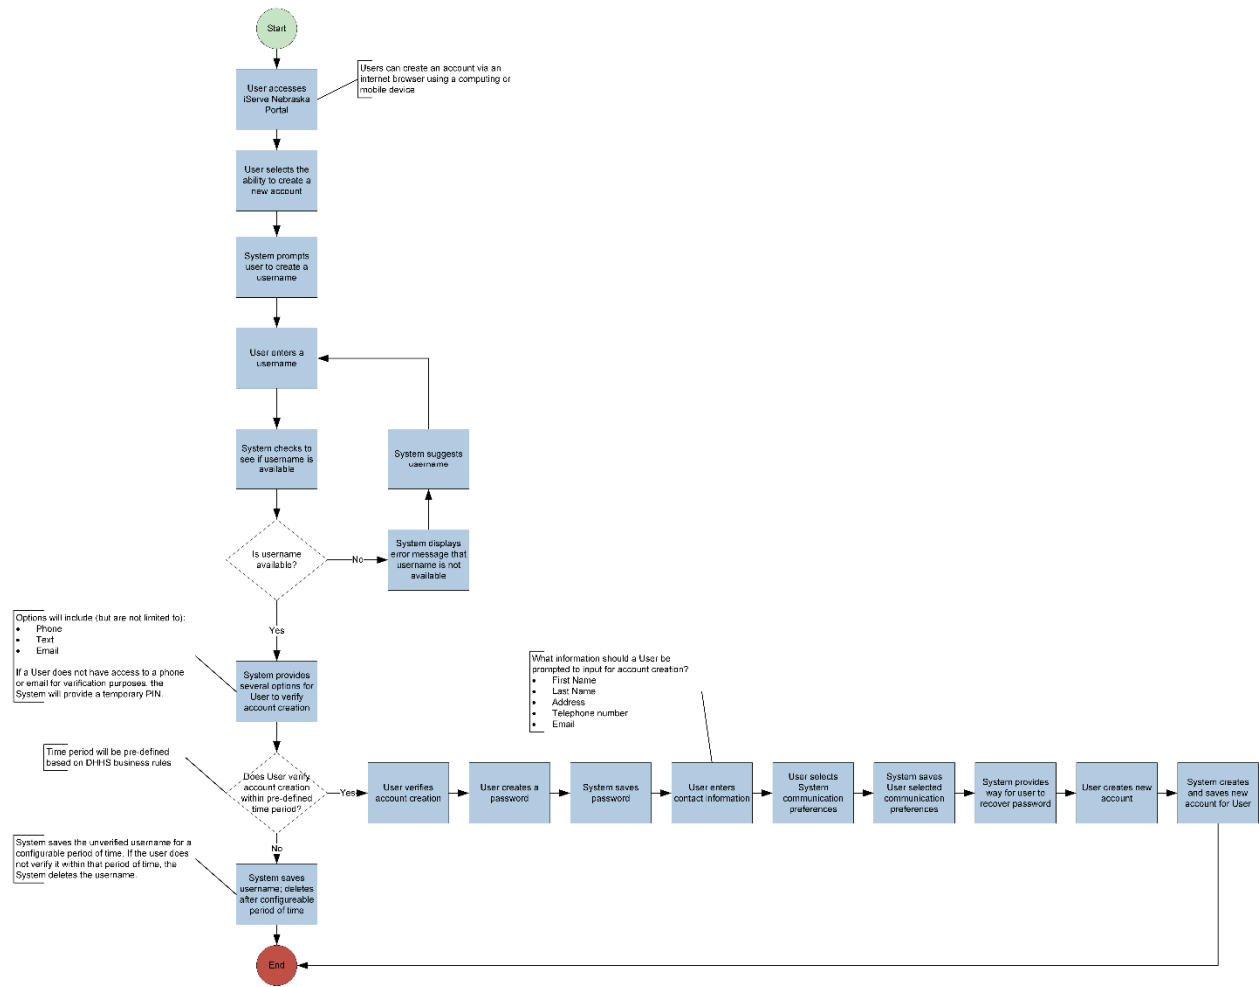 Start
User accesses
iServe Nebraska
Portal
Users can create an account via an
internet browser using a computing or
mobile device
User selects the
ability to create a
new account
System prompts
user to create a
username
User enters a
username
System checks to
see if username is
available
System suggests
username
Is username
available?
No
System displays
error message that
username is not
available
Yes
Options will include (but are not limited to):
• Phone
• Text
• Email
If a User does not have access to a phone
or email for verification purposes, the
System will provide a temporary PIN.
System provides
several options for
User to verify
account creation
What information should a User be
prompted to input for account creation?
• First Name
• Last Name
• Address
• Telephone number
• Email
Time period will be pre-defined
based on DHHS business rules
Does User verify
account creation
within pre-defined
time period?
Yes
User verifies
account creation
User creates a
password
System saves
password
User enters
contact information
User selects
System
communication
preferences
System saves
User selected
communication
preferences
System provides
way for user to
recover password
User creates new
account
System creates
and saves new
account for User
No
System saves the unverified username for a
configurable period of time. If the user does
not verify it within that period of time, the
System deletes the username.
System saves
username; deletes
after configureable
period of time
End